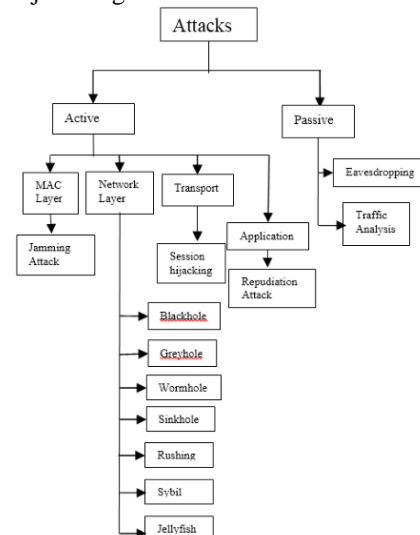 Attacks
Active
Passive
MAC
Layer
Network
Layer
Transport
Application
Eavesdropping
Traffic
Analysis
Jamming
Attack
Session
hijacking
Repudiation
Attack
Blackhole
Greyhole
Wormhole
Sinkhole
Rushing
Sybil
Jellyfish